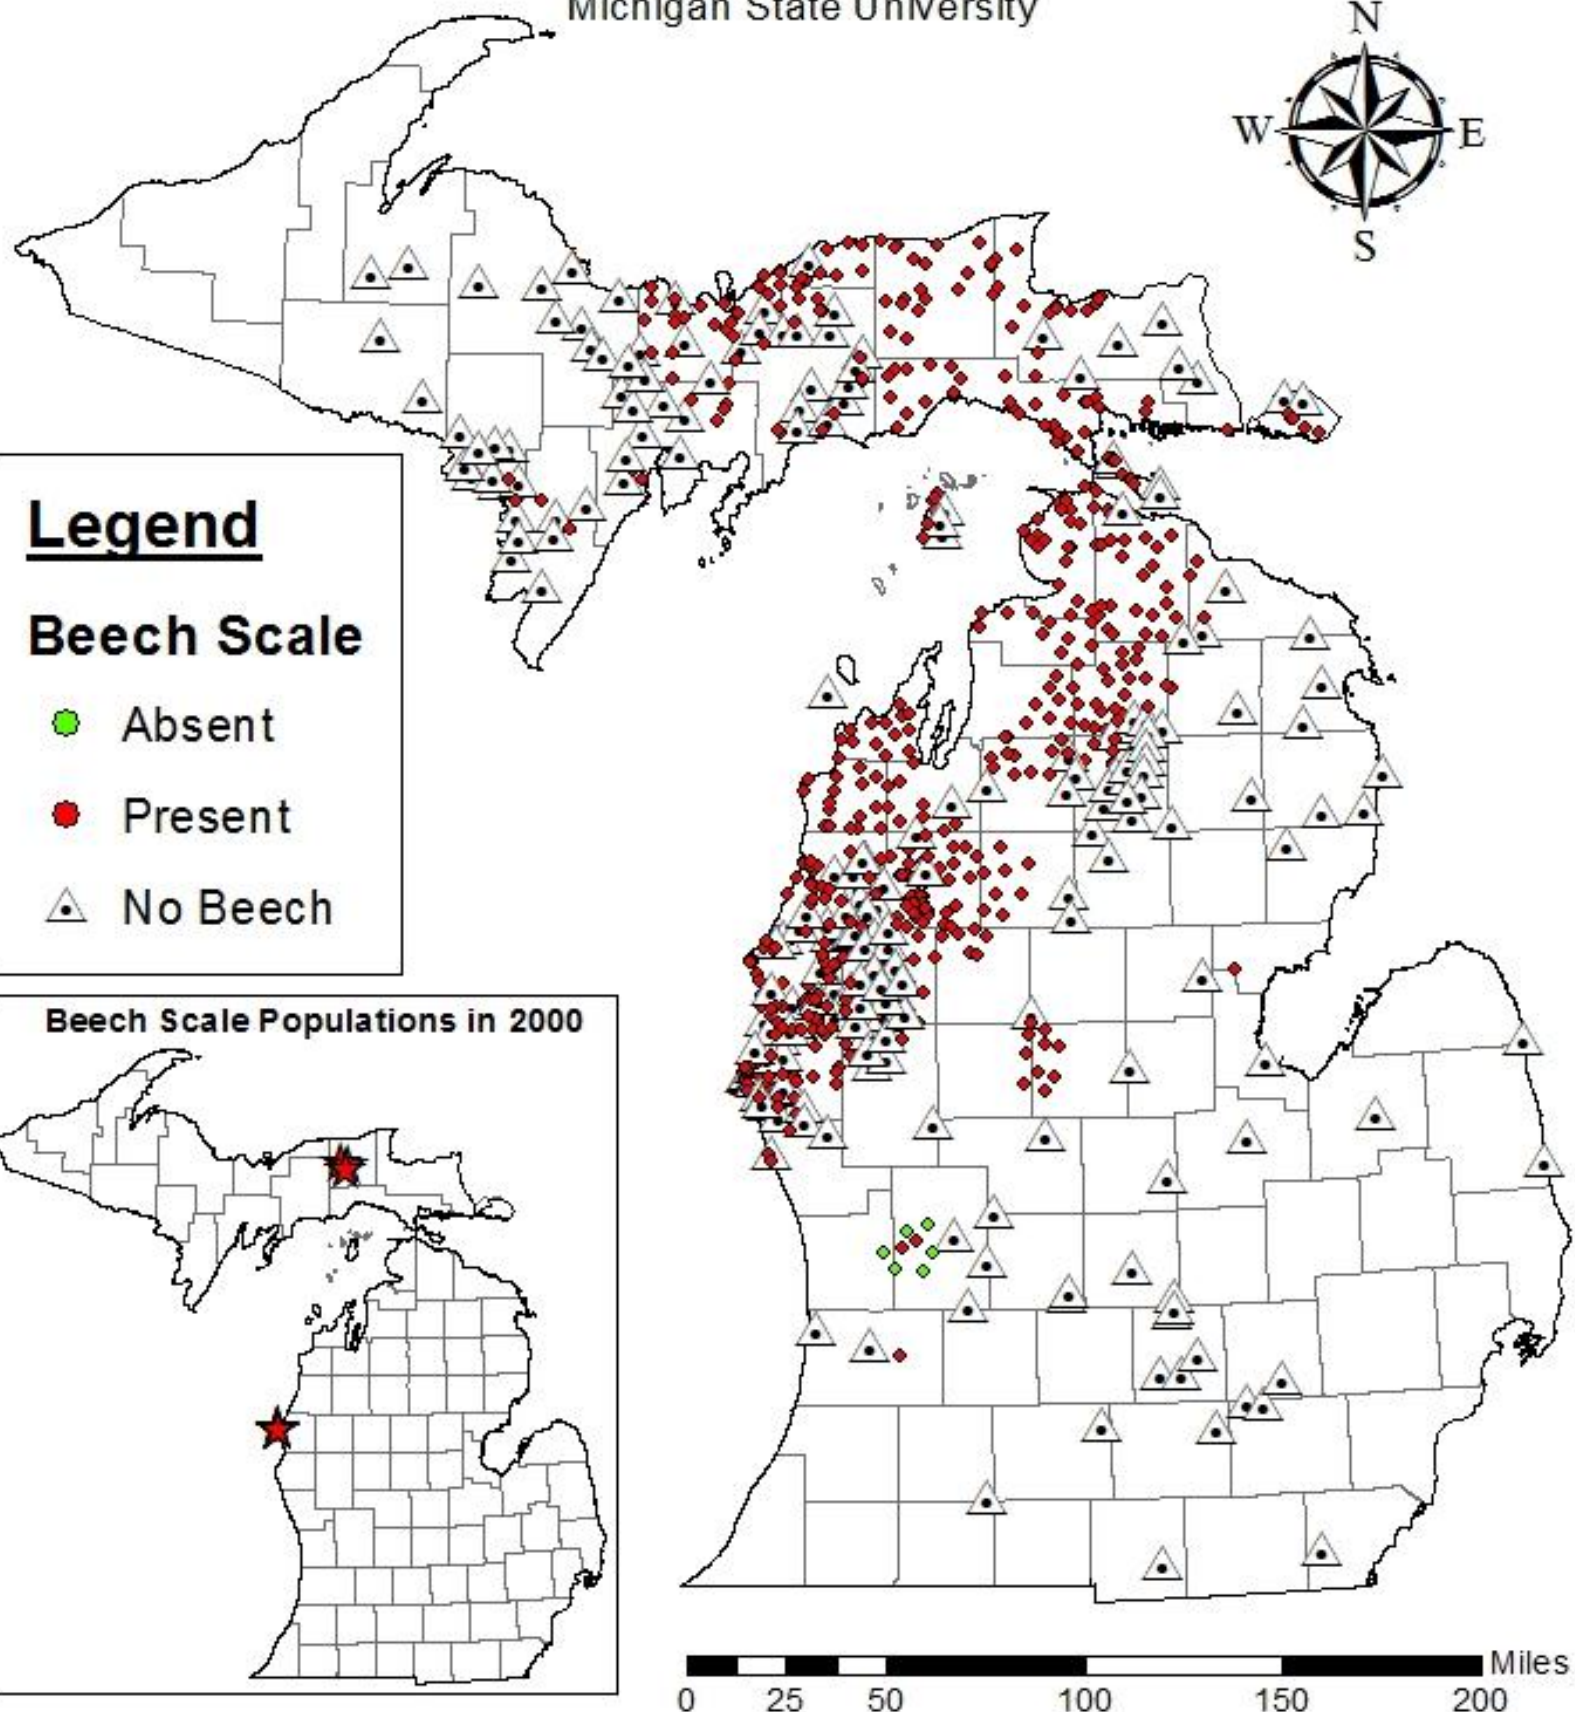 Michigan State University
N
W
E
S
Legend
Beech Scale
Absent
Present
No Beech
Beech Scale Populations in 2000
Miles
0 25 50 100 150 200